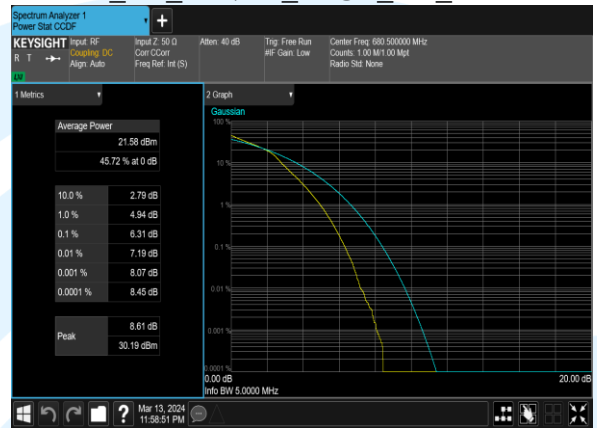 Spectrum Analyzer 1
Power Stat CCDF
KEYSIGHT
R T
LXI
Input: RF
Coupling: DC
Align: Auto
Input Z: 50 Ω
Corr CCorr
Freq Ref: Int (S)
Atten: 40 dB
Trig: Free Run
#IF Gain: Low
Center Freq: 680.500000 MHz
Counts: 1.00 M/1.00 Mpt
Radio Std: None
1 Metrics
Average Power
21.58 dBm
45.72 % at 0 dB
10.0 % 2.79 dB
1.0 % 4.94 dB
0.1 % 6.31 dB
0.01 % 7.19 dB
0.001 % 8.07 dB
0.0001 % 8.45 dB
Peak
8.61 dB
30.19 dBm
2 Graph
Gaussian
100 %
10 %
1 %
0.1 %
0.01 %
0.001 %
0.0001 %
0.00 dB 20.00 dB
Info BW 5.0000 MHz
?
Mar 13, 2024
11:58:51 PM